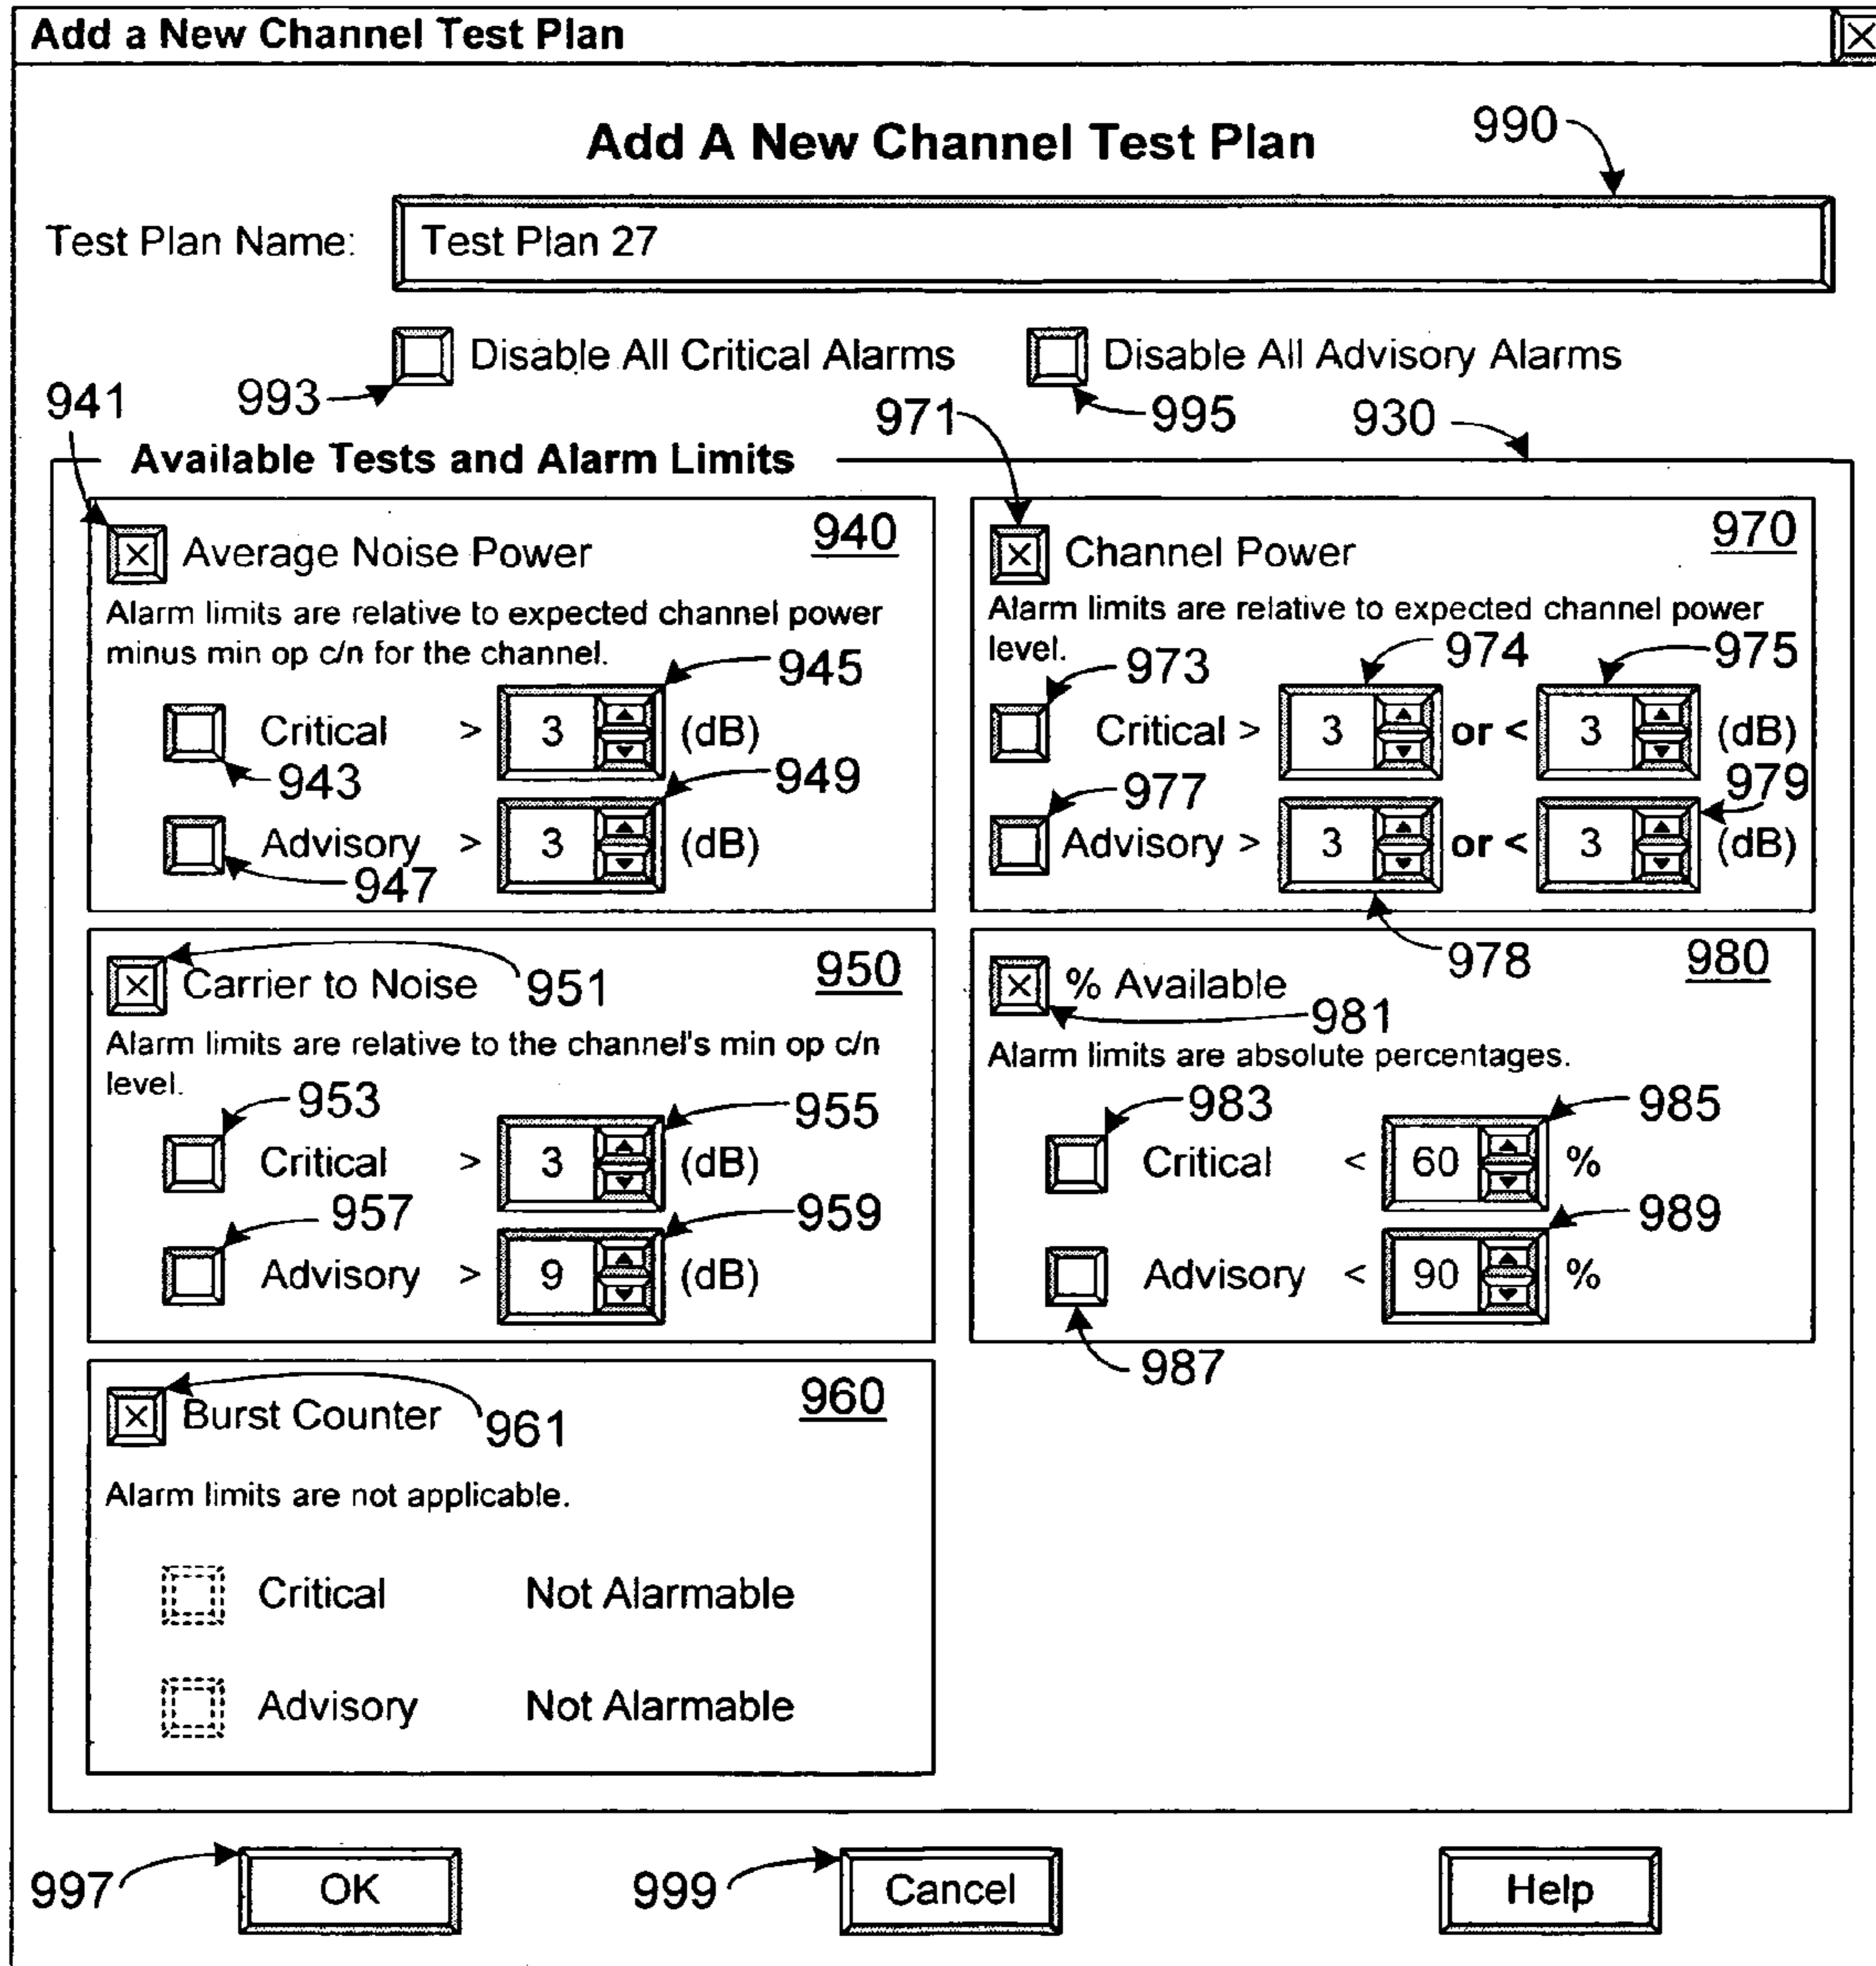 Add a New Channel Test Plan
Add A New Channel Test Plan
990
Test Plan Name:
Test Plan 27
Disable All Critical Alarms
Disable All Advisory Alarms
941
993
971
995
930
Available Tests and Alarm Limits
Average Noise Power
940
Alarm limits are relative to expected channel power
minus min op c/n for the channel.
945
Critical > 3 (dB)
943
949
Advisory > 3 (dB)
947
Channel Power
970
Alarm limits are relative to expected channel power
level.
973
974
975
Critical > 3 or < 3 (dB)
977
979
Advisory > 3 or < 3 (dB)
978
Carrier to Noise
951
950
Alarm limits are relative to the channel's min op c/n
level.
953
955
Critical > 3 (dB)
957
959
Advisory > 9 (dB)
% Available
980
981
Alarm limits are absolute percentages.
983
985
Critical < 60 %
989
Advisory < 90 %
987
Burst Counter
961
960
Alarm limits are not applicable.
Critical Not Alarmable
Advisory Not Alarmable
997
OK
999
Cancel
Help